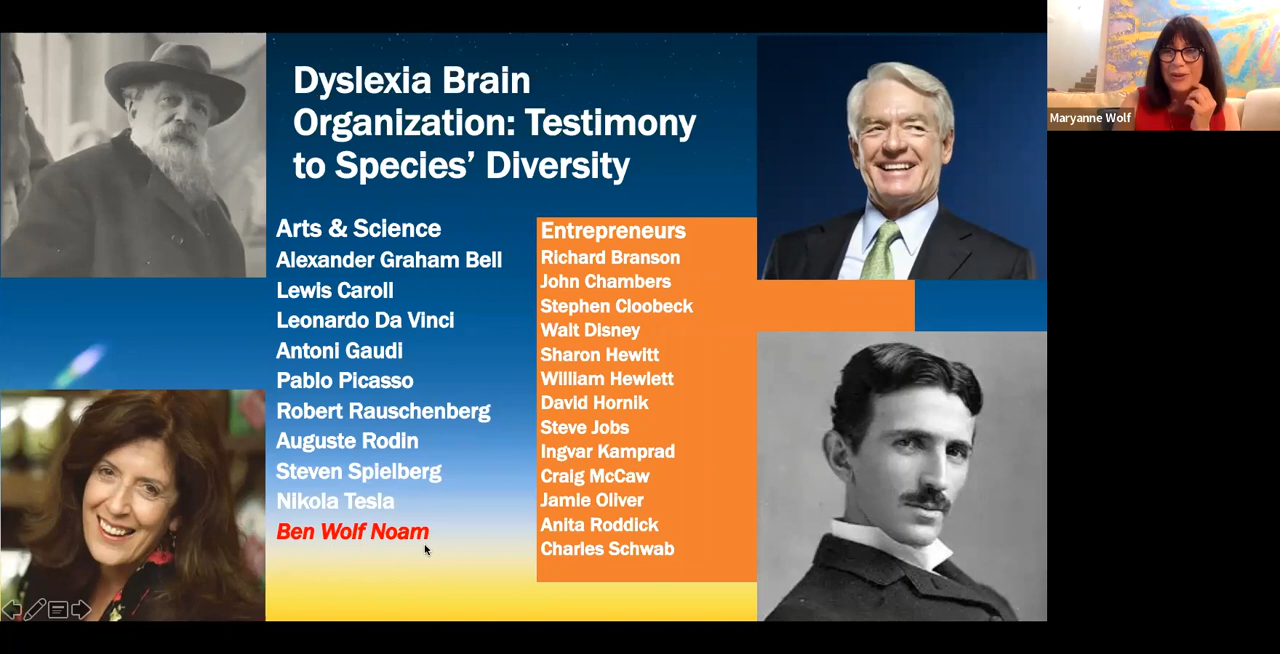 Dyslexia Brain
Organization: Testimony
to Species' Diversity
Arts & Science
Alexander Graham Bell
Lewis Caroll
Leonardo Da Vinci
Antoni Gaudi
Pablo Picasso
Robert Rauschenberg
Auguste Rodin
Steven Spielberg
Nikola Tesla
Ben Wolf Noam
Entrepreneurs
Richard Branson
John Chambers
Stephen Cloobeck
Walt Disney
Sharon Hewitt
William Hewlett
David Hornik
Steve Jobs
Ingvar Kamprad
Craig McCaw
Jamie Oliver
Anita Roddick
Charles Schwab
Maryanne Wolf